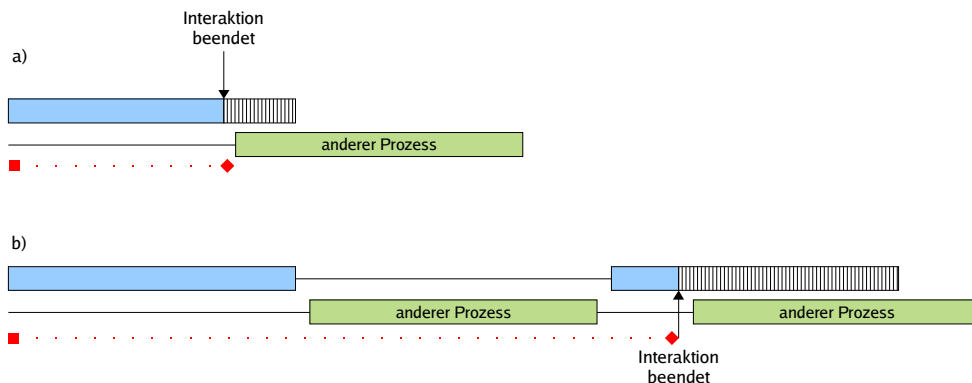 Interaktion
beendet
a)
anderer Prozess
b)
anderer Prozess
anderer Prozess
Interaktion
beendet